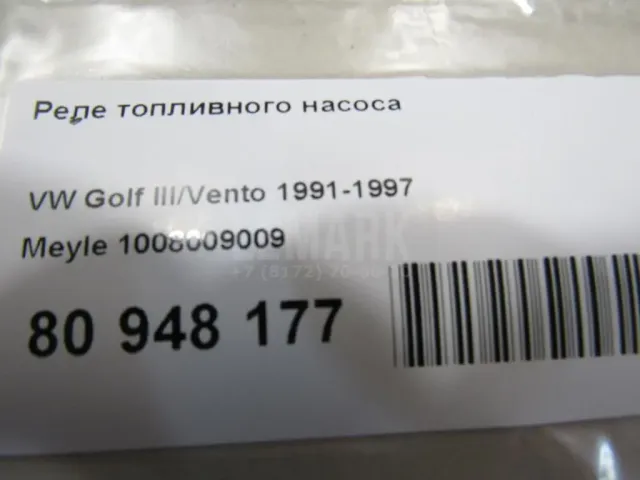 Реле топливного насоса
VW Golf III/Vento 1991-1997
Meyle 1008009009
80 948 177